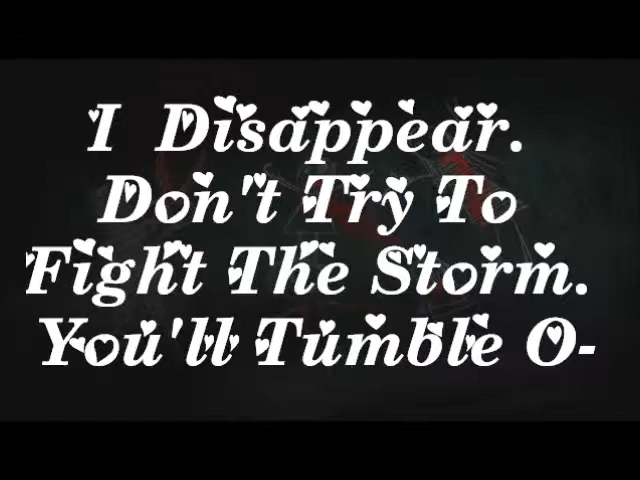 I Disappear.
Don't Try To
Fight The Storm.
You'll Tumble O-